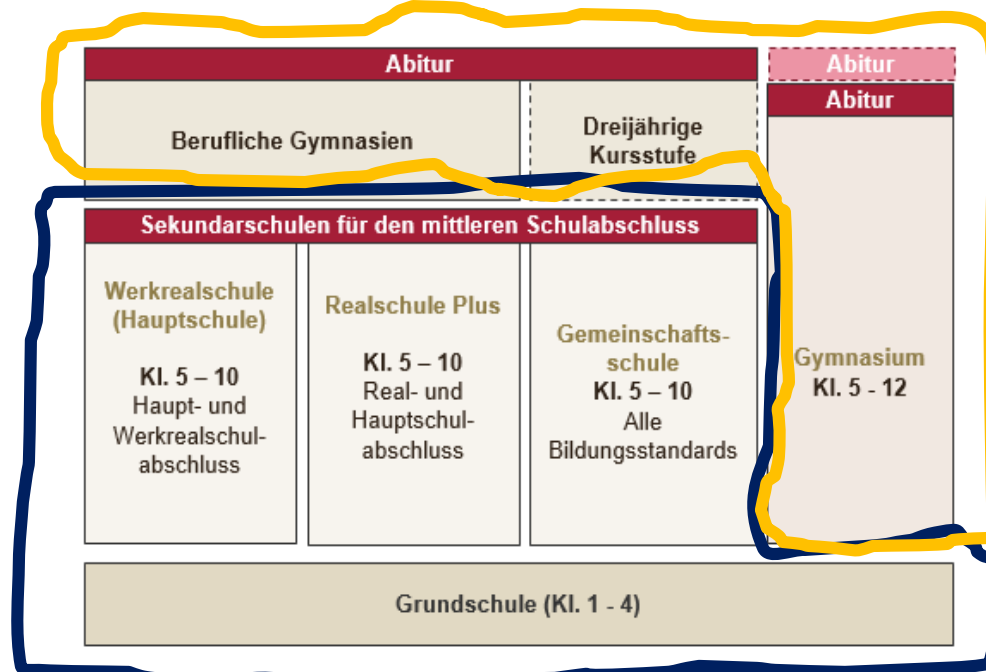 Abitur
Abitur
Abitur
Berufliche Gymnasien
Dreijährige
Kursstufe
Sekundarschulen für den mittleren Schulabschluss
Werkrealschule
(Hauptschule)
Kl. 5 – 10
Haupt- und
Werkrealschul-
abschluss
Realschule Plus
Kl. 5 – 10
Real- und
Hauptschul-
abschluss
Gemeinschafts-
schule
Kl. 5 – 10
Alle
Bildungsstandards
Gymnasium
Kl. 5 - 12
Grundschule (Kl. 1 - 4)